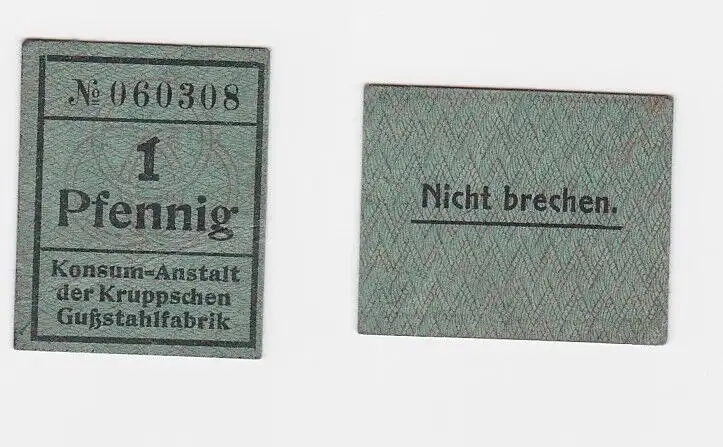 № 060308
1
Pfennig
Konsum-Anstalt
der Kruppschen
Gußstahlfabrik
Nicht brechen.